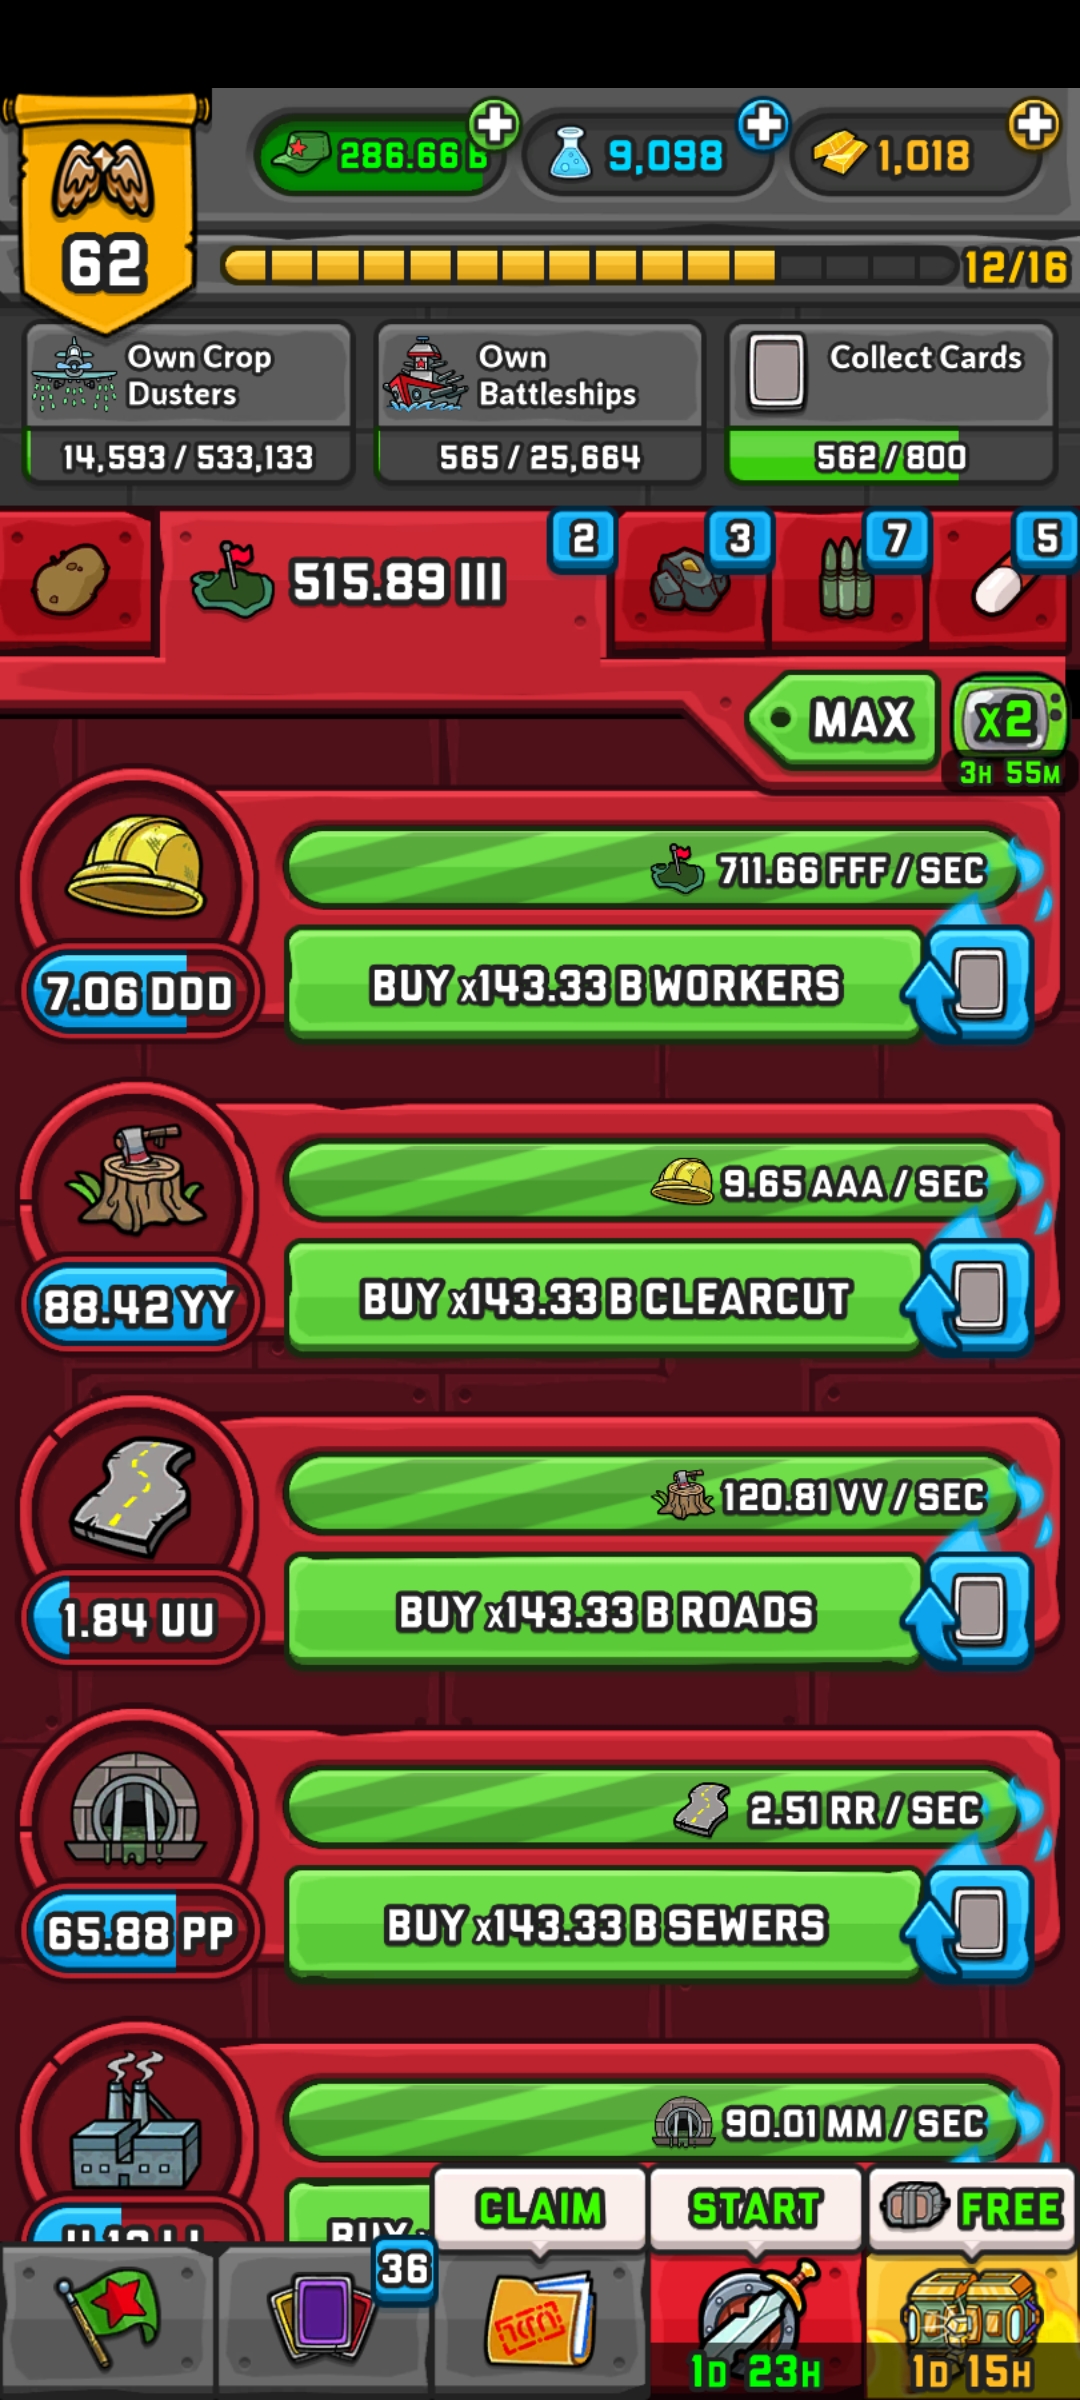 286.66 B
9,098
1,018
62
12/16
Own Crop
Dusters
14,593 / 533,133
Own
Battleships
565 / 25,664
Collect Cards
562 / 800
515.89 III
2
3
7
5
MAX
x2
3H 55M
711.66 FFF / SEC
7.06 DDD
BUY x143.33 B WORKERS
9.65 AAA / SEC
88.42 YY
BUY x143.33 B CLEARCUT
120.81 VV / SEC
1.84 UU
BUY x143.33 B ROADS
2.51 RR / SEC
65.88 PP
BUY x143.33 B SEWERS
90.01 MM / SEC
BUY
CLAIM
START
FREE
36
1D 23H
1D 15H